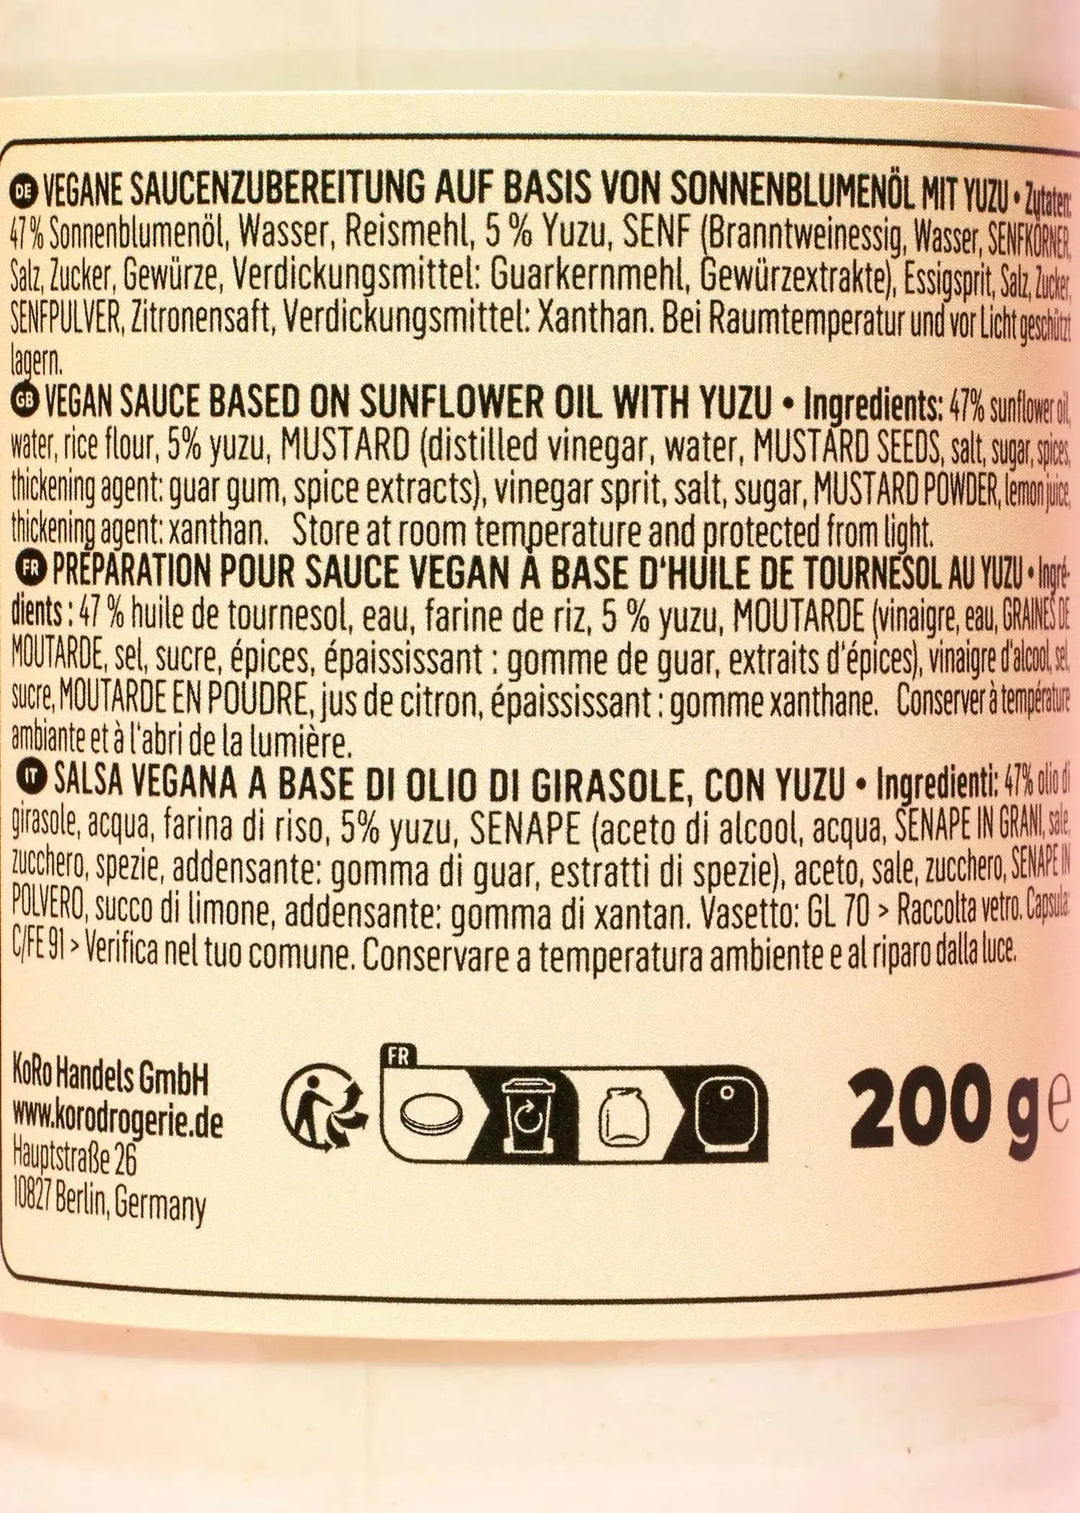 DE VEGANE SAUCENZUBEREITUNG AUF BASIS VON SONNENBLUMENÖL MIT YUZU • Zutaten:
47 % Sonnenblumenöl, Wasser, Reismehl, 5 % Yuzu, SENF (Branntweinessig, Wasser, SENFKÖRNER,
Salz, Zucker, Gewürze, Verdickungsmittel: Guarkernmehl, Gewürzextrakte), Essigsprit, Salz, Zucker,
SENFPULVER, Zitronensaft, Verdickungsmittel: Xanthan. Bei Raumtemperatur und vor Licht geschützt
lagern.
GB VEGAN SAUCE BASED ON SUNFLOWER OIL WITH YUZU • Ingredients: 47% sunflower oil,
water, rice flour, 5% yuzu, MUSTARD (distilled vinegar, water, MUSTARD SEEDS, salt, sugar, spices,
thickening agent: guar gum, spice extracts), vinegar sprit, salt, sugar, MUSTARD POWDER, lemon juice,
thickening agent: xanthan. Store at room temperature and protected from light.
FR PRÉPARATION POUR SAUCE VEGAN À BASE D'HUILE DE TOURNESOL AU YUZU • Ingré-
dients : 47 % huile de tournesol, eau, farine de riz, 5 % yuzu, MOUTARDE (vinaigre, eau, GRAINES DE
MOUTARDE, sel, sucre, épices, épaississant : gomme de guar, extraits d'épices), vinaigre d'alcool, sel,
sucre, MOUTARDE EN POUDRE, jus de citron, épaississant : gomme xanthane. Conserver à température
ambiante et à l'abri de la lumière.
IT SALSA VEGANA A BASE DI OLIO DI GIRASOLE, CON YUZU • Ingredienti: 47% olio di
girasole, acqua, farina di riso, 5% yuzu, SENAPE (aceto di alcool, acqua, SENAPE IN GRANI, sale,
zucchero, spezie, addensante: gomma di guar, estratti di spezie), aceto, sale, zucchero, SENAPE IN
POLVERO, succo di limone, addensante: gomma di xantan. Vasetto: GL 70 > Raccolta vetro. Capsula:
C/FE 91 > Verifica nel tuo comune. Conservare a temperatura ambiente e al riparo dalla luce.
KoRo Handels GmbH
www.korodrogerie.de
Hauptstraße 26
10827 Berlin, Germany
FR
200 g e